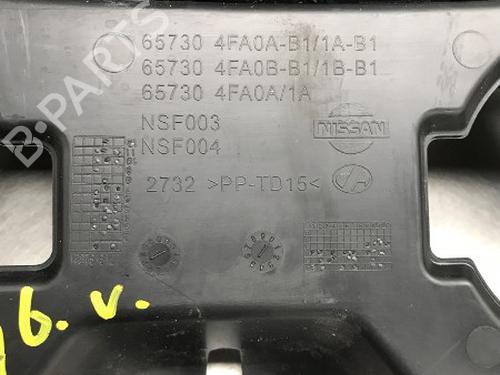 65730 4FA0A-B1/1A-B1
65730 4FA0B-B1/1B-B1
65730 4FA0A/1A
NSF003
NSF004
NISSAN
2732 >PP-TD15<
6.v.
B-PARTS